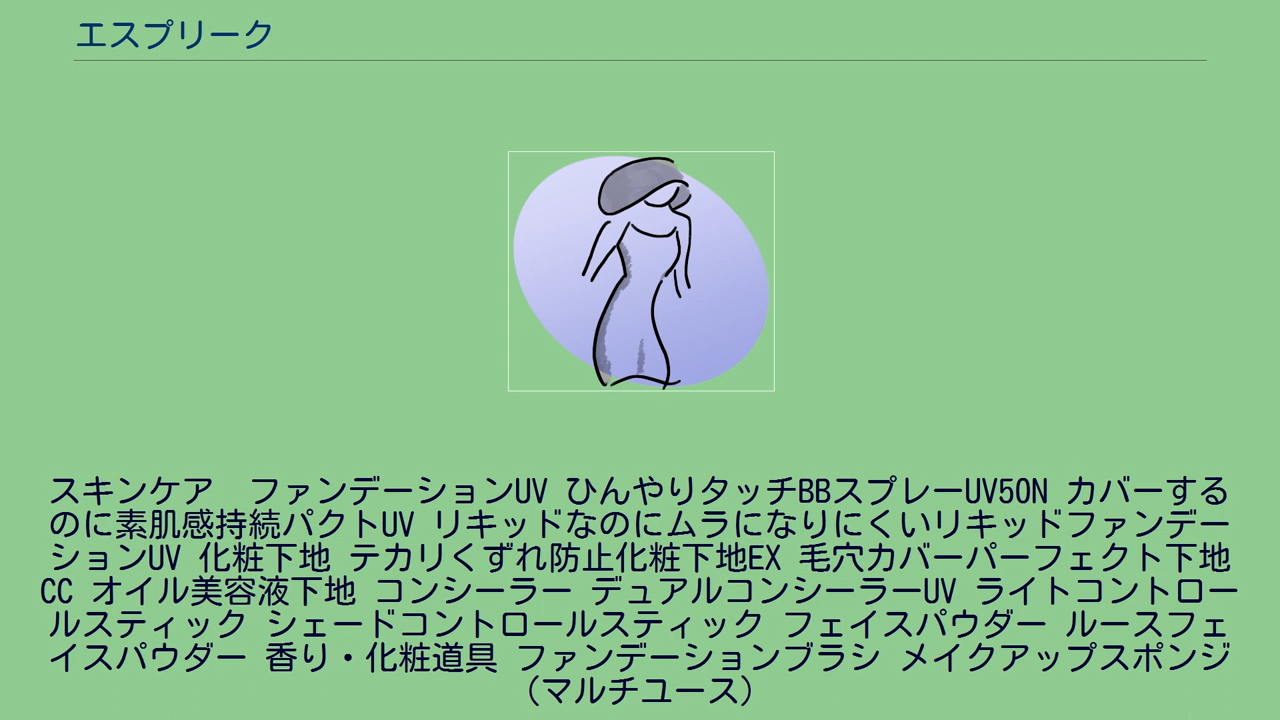 エスプリーク
スキンケア　ファンデーションUV ひんやりタッチBBスプレーUV50N カバーする
のに素肌感持続パクトUV リキッドなのにムラになりにくいリキッドファンデー
ションUV 化粧下地 テカリくずれ防止化粧下地EX 毛穴カバーパーフェクト下地
CC オイル美容液下地 コンシーラー デュアルコンシーラーUV ライトコントロー
ルスティック シェードコントロールスティック フェイスパウダー ルースフェ
イスパウダー 香り・化粧道具 ファンデーションブラシ メイクアップスポンジ
（マルチユース）